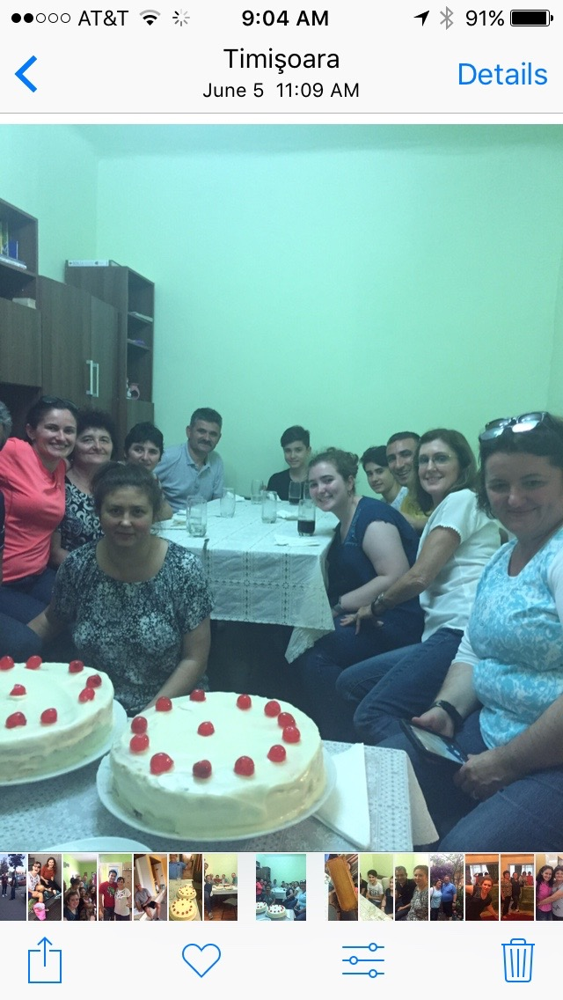 AT&T 9:04 AM 91%
Timişoara
June 5 11:09 AM
Details